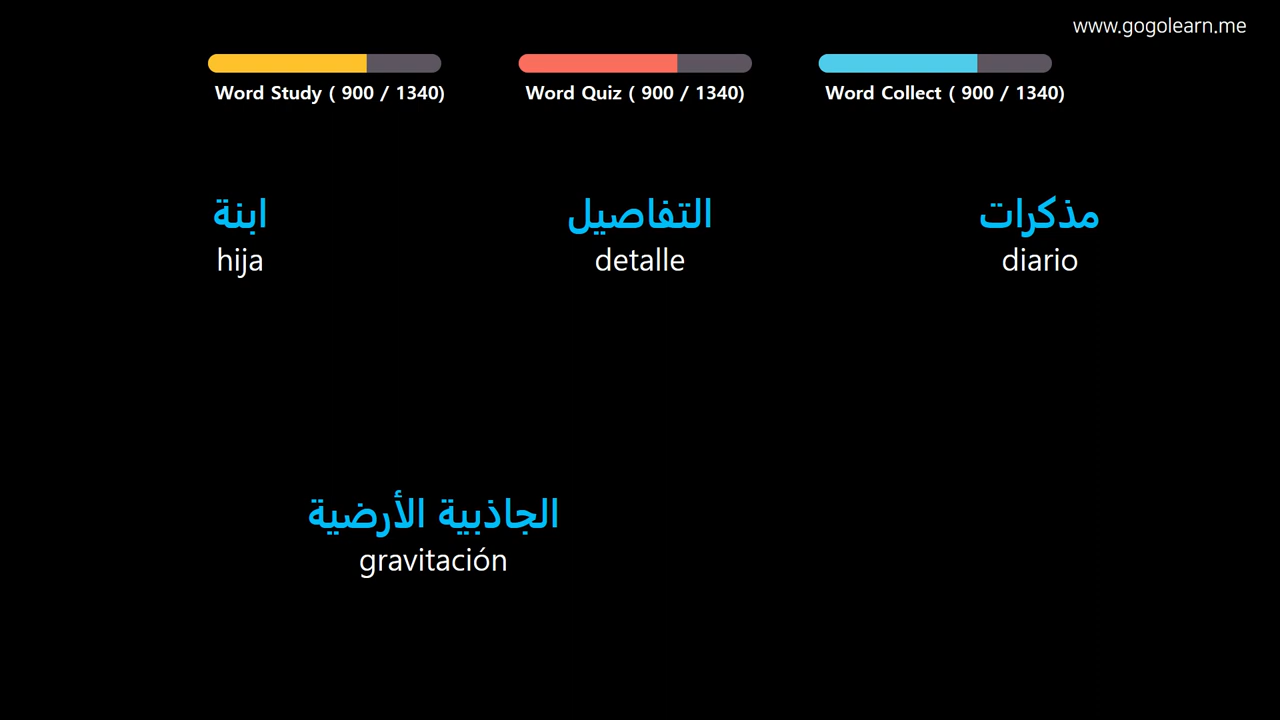 www.gogolearn.me
Word Study ( 900 / 1340)
Word Quiz ( 900 / 1340)
Word Collect ( 900 / 1340)
ابنة
hija
التفاصيل
detalle
مذكرات
diario
الجاذبية الأرضية
gravitación